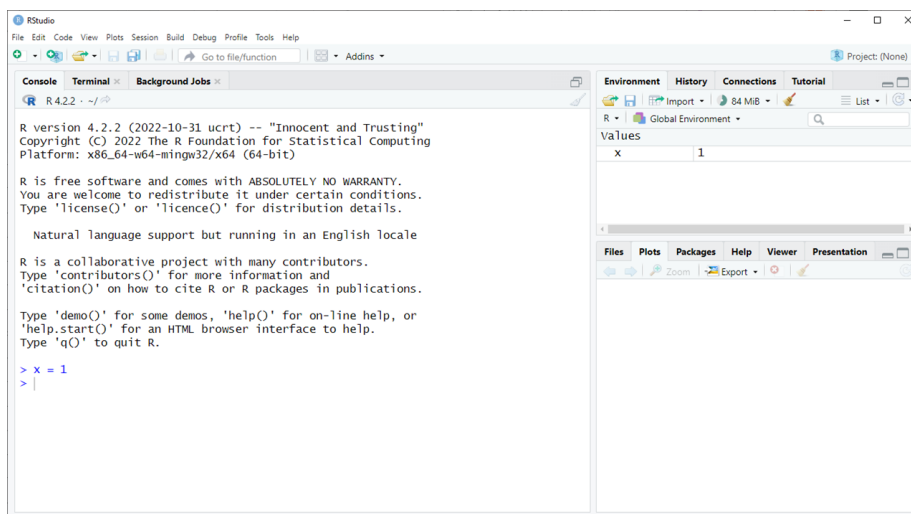 RStudio
File Edit Code View Plots Session Build Debug Profile Tools Help
Go to file/function Addins Project: (None)
Console Terminal Background Jobs
R 4.2.2 · ~/
R version 4.2.2 (2022-10-31 ucrt) -- "Innocent and Trusting"
Copyright (C) 2022 The R Foundation for Statistical Computing
Platform: x86_64-w64-mingw32/x64 (64-bit)
R is free software and comes with ABSOLUTELY NO WARRANTY.
You are welcome to redistribute it under certain conditions.
Type 'license()' or 'licence()' for distribution details.
Natural language support but running in an English locale
R is a collaborative project with many contributors.
Type 'contributors()' for more information and
'citation()' on how to cite R or R packages in publications.
Type 'demo()' for some demos, 'help()' for on-line help, or
'help.start()' for an HTML browser interface to help.
Type 'q()' to quit R.
> x = 1
>
Environment History Connections Tutorial
Import 84 MiB List
R Global Environment
Values
x 1
Files Plots Packages Help Viewer Presentation
Zoom Export